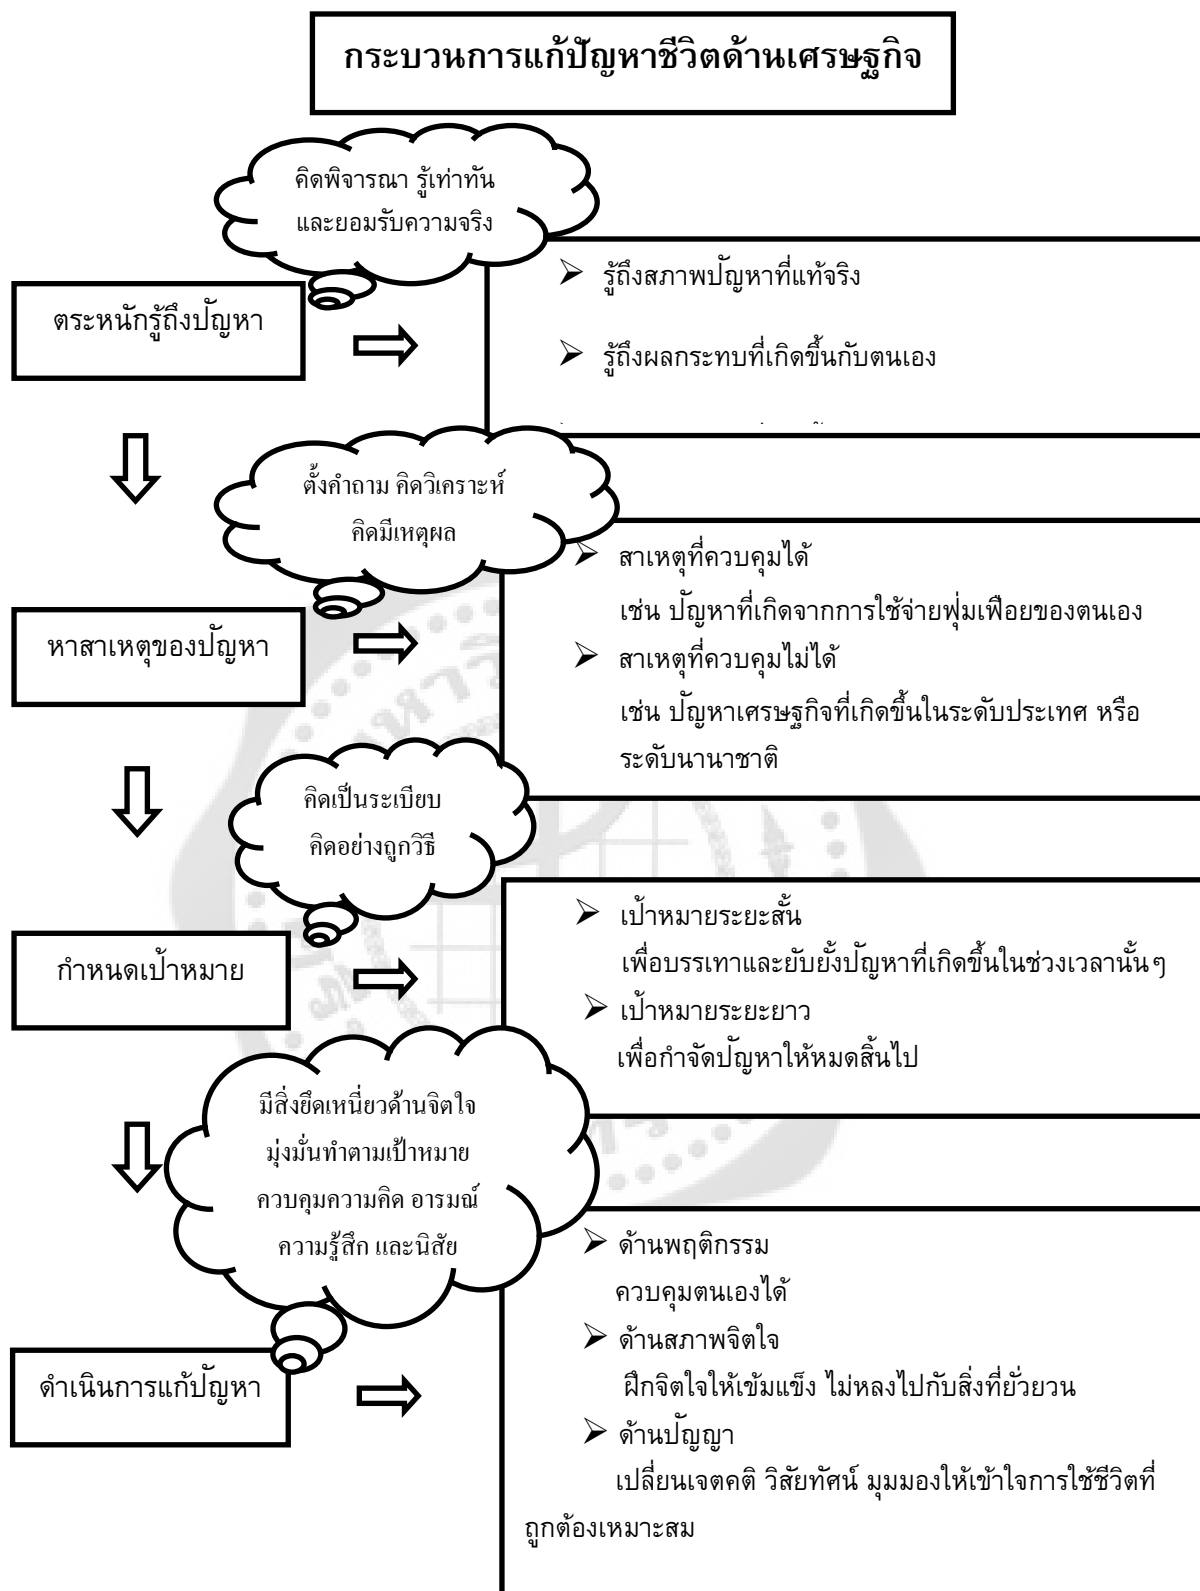 กระบวนการแก้ปัญหาชีวิตด้านเศรษฐกิจ
คิดพิจารณา รู้เท่าทัน
และยอมรับความจริง
ตระหนักรู้ถึงปัญหา
➢ รู้ถึงสภาพปัญหาที่แท้จริง
➢ รู้ถึงผลกระทบที่เกิดขึ้นกับตนเอง
ตั้งคำถาม คิดวิเคราะห์
คิดมีเหตุผล
หาสาเหตุของปัญหา
➢ สาเหตุที่ควบคุมได้
เช่น ปัญหาที่เกิดจากการใช้จ่ายฟุ่มเฟือยของตนเอง
➢ สาเหตุที่ควบคุมไม่ได้
เช่น ปัญหาเศรษฐกิจที่เกิดขึ้นในระดับประเทศ หรือ
ระดับนานาชาติ
คิดเป็นระเบียบ
คิดอย่างถูกวิธี
กำหนดเป้าหมาย
➢ เป้าหมายระยะสั้น
เพื่อบรรเทาและยับยั้งปัญหาที่เกิดขึ้นในช่วงเวลานั้นๆ
➢ เป้าหมายระยะยาว
เพื่อกำจัดปัญหาให้หมดสิ้นไป
มีสิ่งยึดเหนี่ยวด้านจิตใจ
มุ่งมั่นทำตามเป้าหมาย
ควบคุมความคิด อารมณ์
ความรู้สึก และนิสัย
ดำเนินการแก้ปัญหา
➢ ด้านพฤติกรรม
ควบคุมตนเองได้
➢ ด้านสภาพจิตใจ
ฝึกจิตใจให้เข้มแข็ง ไม่หลงไปกับสิ่งที่ยั่วยวน
➢ ด้านปัญญา
เปลี่ยนเจตคติ วิสัยทัศน์ มุมมองให้เข้าใจการใช้ชีวิตที่
ถูกต้องเหมาะสม